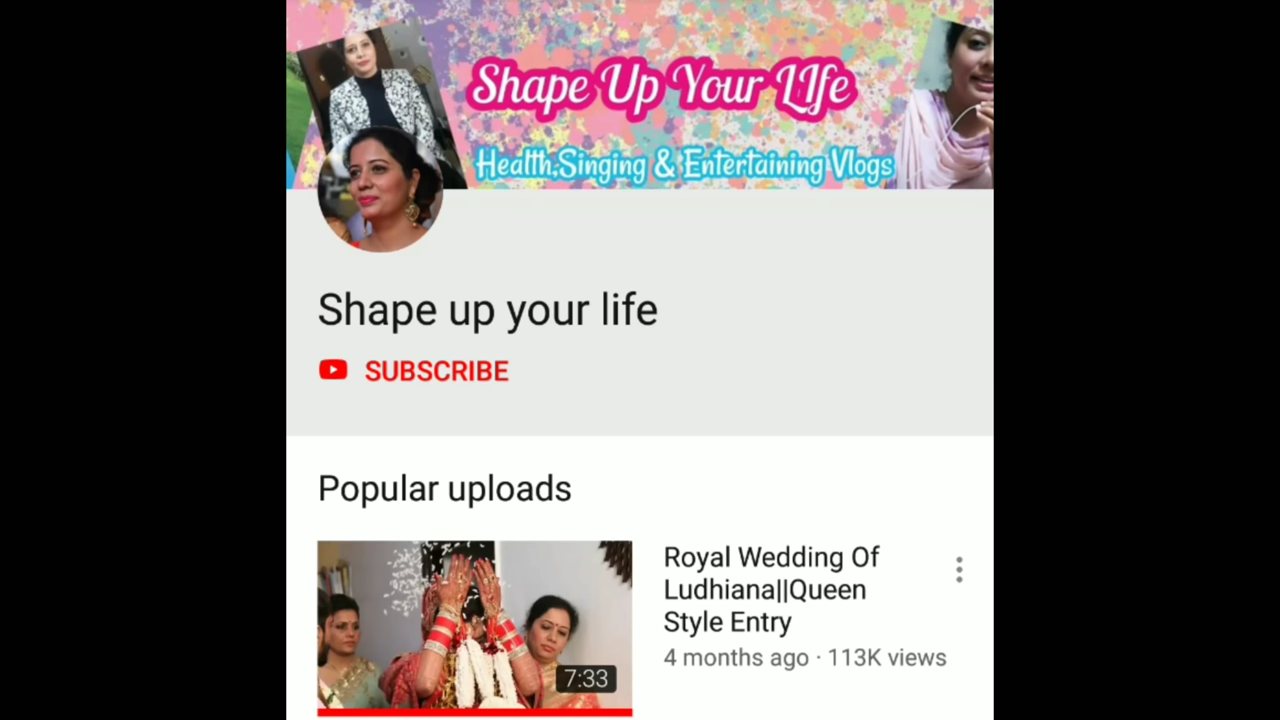 Shape Up Your LIfe
Health,Singing & Entertaining Vlogs
Shape up your life
SUBSCRIBE
Popular uploads
Royal Wedding Of
Ludhiana||Queen
Style Entry
4 months ago · 113K views
7:33